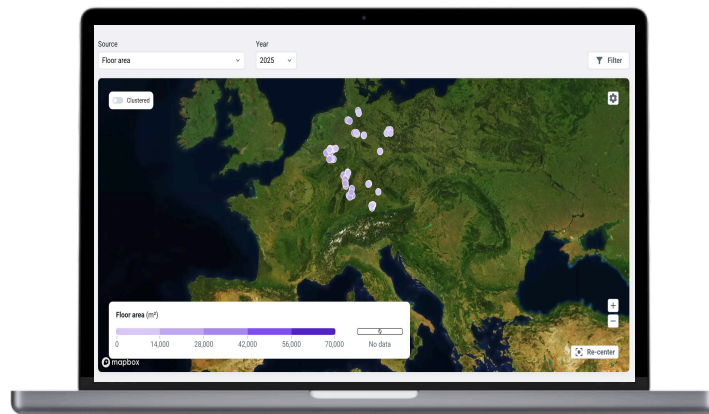 Source
Year
Floor area
2025
Filter
Clustered
Floor area (m²)
0
14,000
28,000
42,000
56,000
70,000
No data
mapbox
Re-center